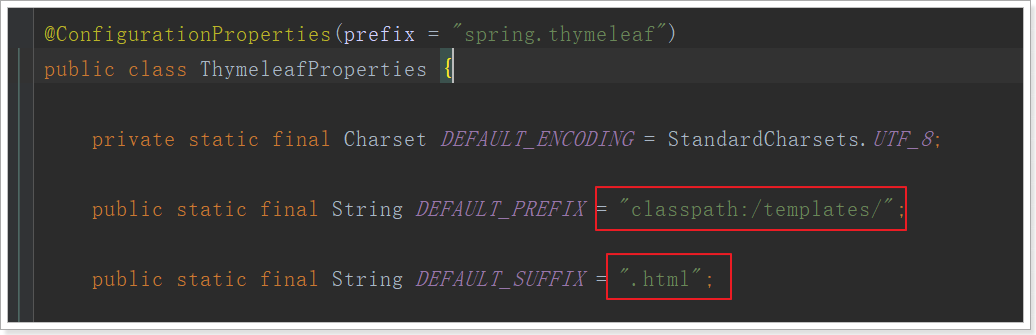 @ConfigurationProperties(prefix = "spring.thymeleaf")
public class ThymeleafProperties {
private static final Charset DEFAULT_ENCODING = StandardCharsets.UTF_8;
public static final String DEFAULT_PREFIX = "classpath:/templates/";
public static final String DEFAULT_SUFFIX = ".html";